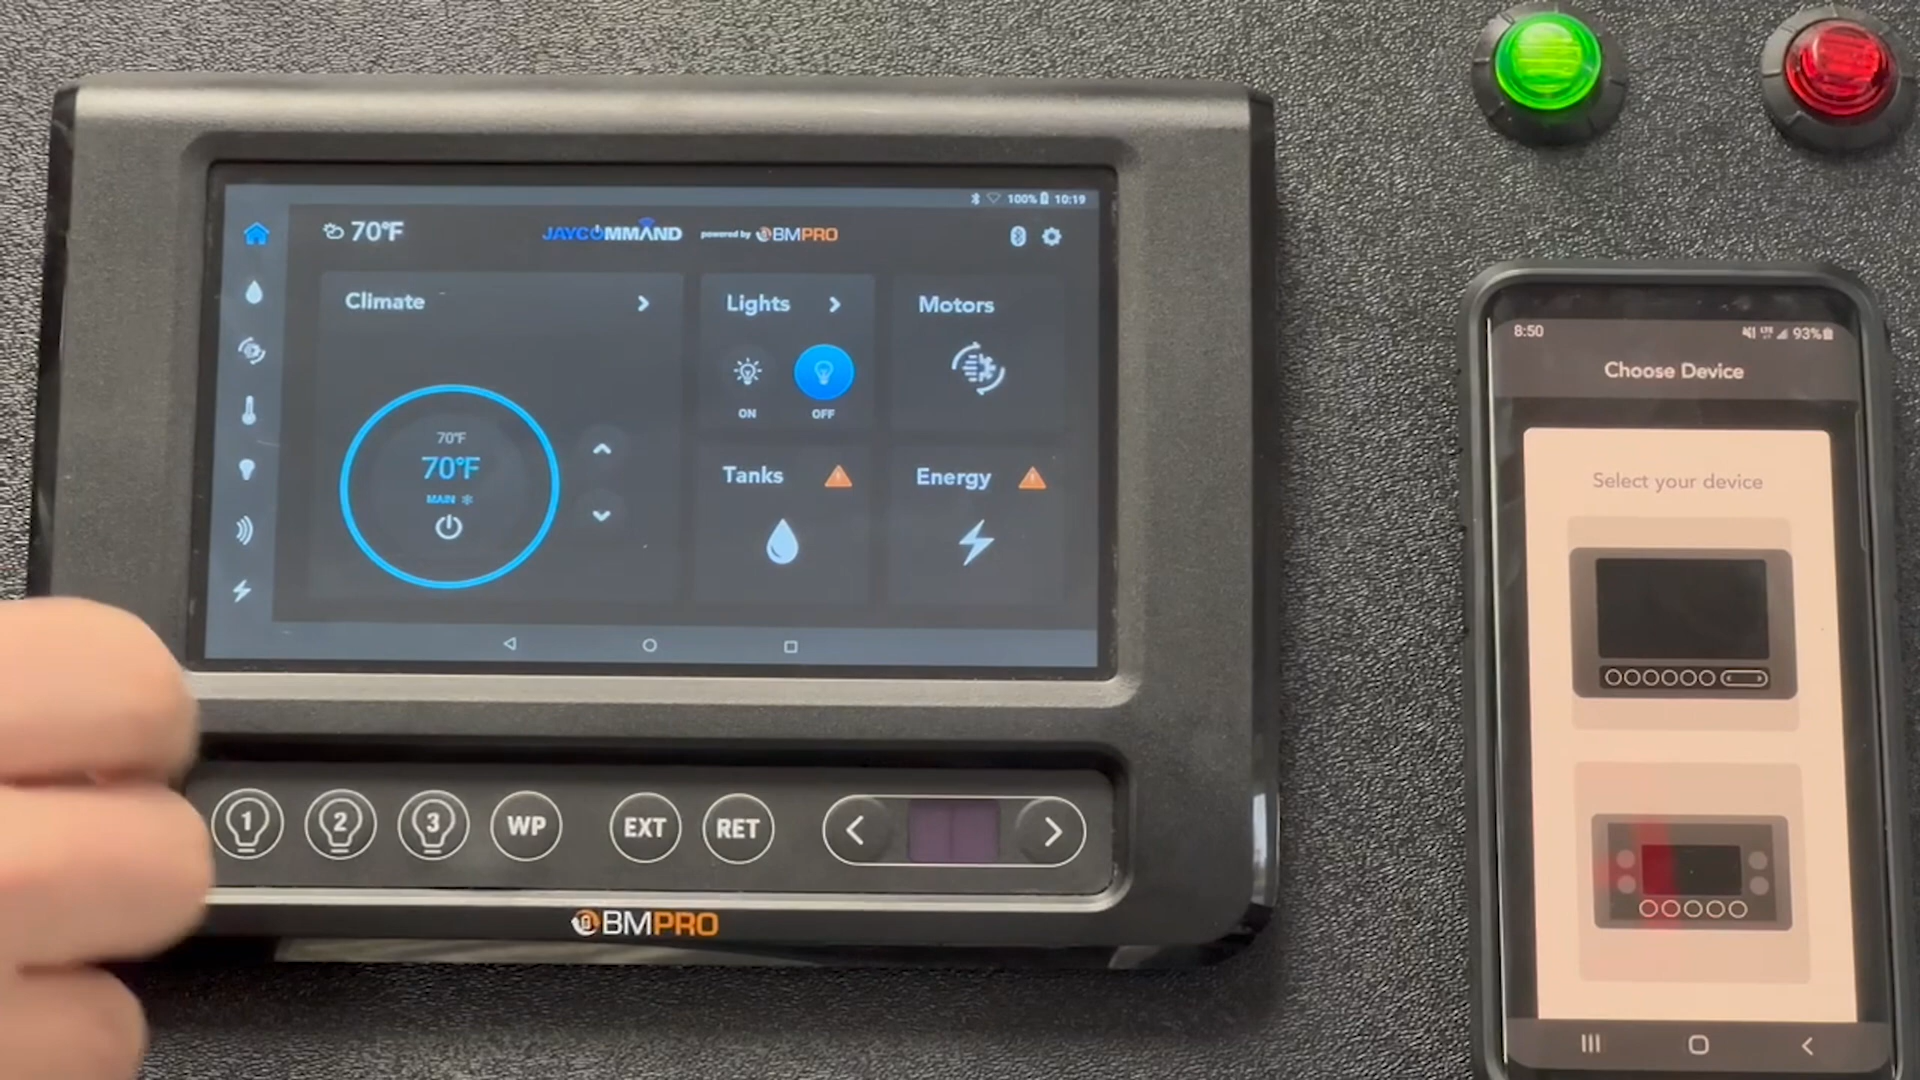 100% 10:19
70°F JAYCOMMAND powered by BMPRO
Climate
70°F
70°F
MAIN
Lights
ON OFF
Motors
Tanks
Energy
1 2 3 WP EXT RET
BMPRO
8:50 LTE 93%
Choose Device
Select your device